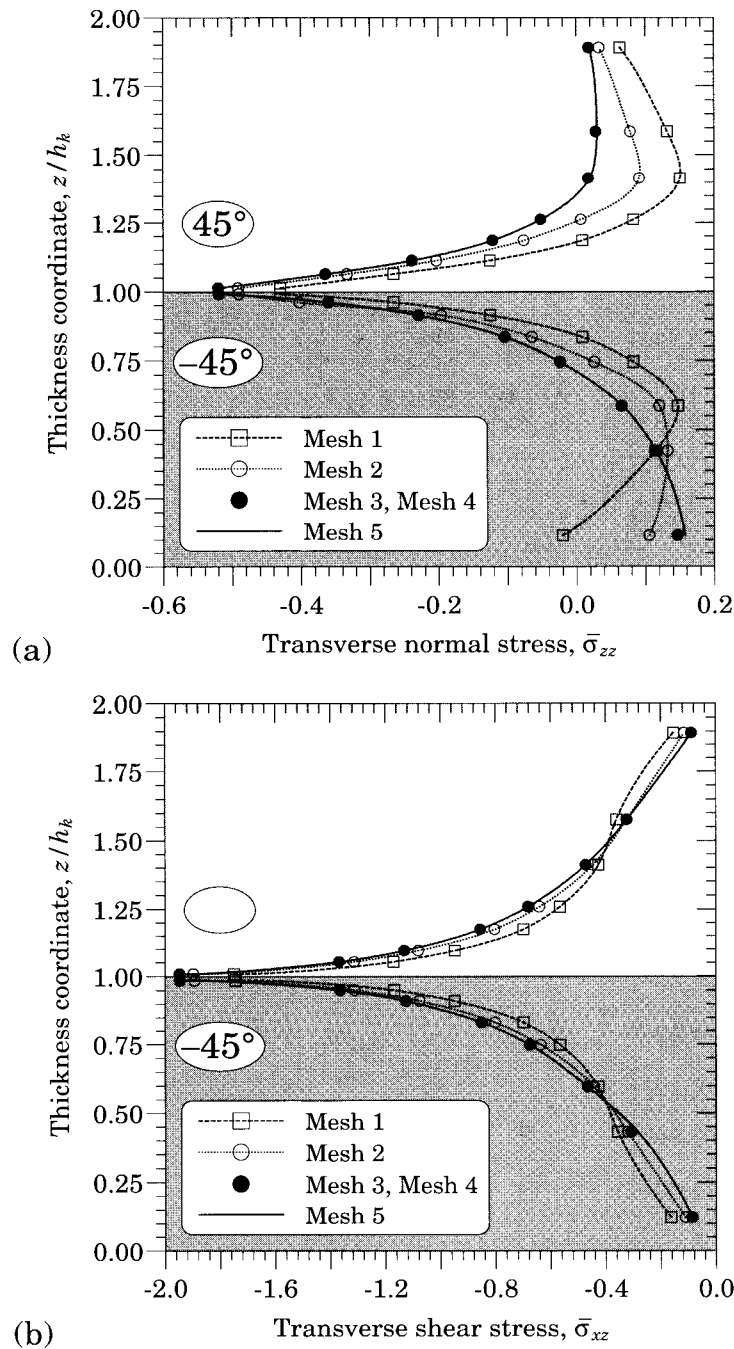 2.00
1.75
1.50
1.25
1.00
0.75
0.50
0.25
0.00
Thickness coordinate, z/hₖ
45°
–45°
Mesh 1
Mesh 2
Mesh 3, Mesh 4
Mesh 5
-0.6 -0.4 -0.2 0.0 0.2
(a) Transverse normal stress, σ̄zz
2.00
1.75
1.50
1.25
1.00
0.75
0.50
0.25
0.00
Thickness coordinate, z/hₖ
–45°
Mesh 1
Mesh 2
Mesh 3, Mesh 4
Mesh 5
-2.0 -1.6 -1.2 -0.8 -0.4 0.0
(b) Transverse shear stress, σ̄xz